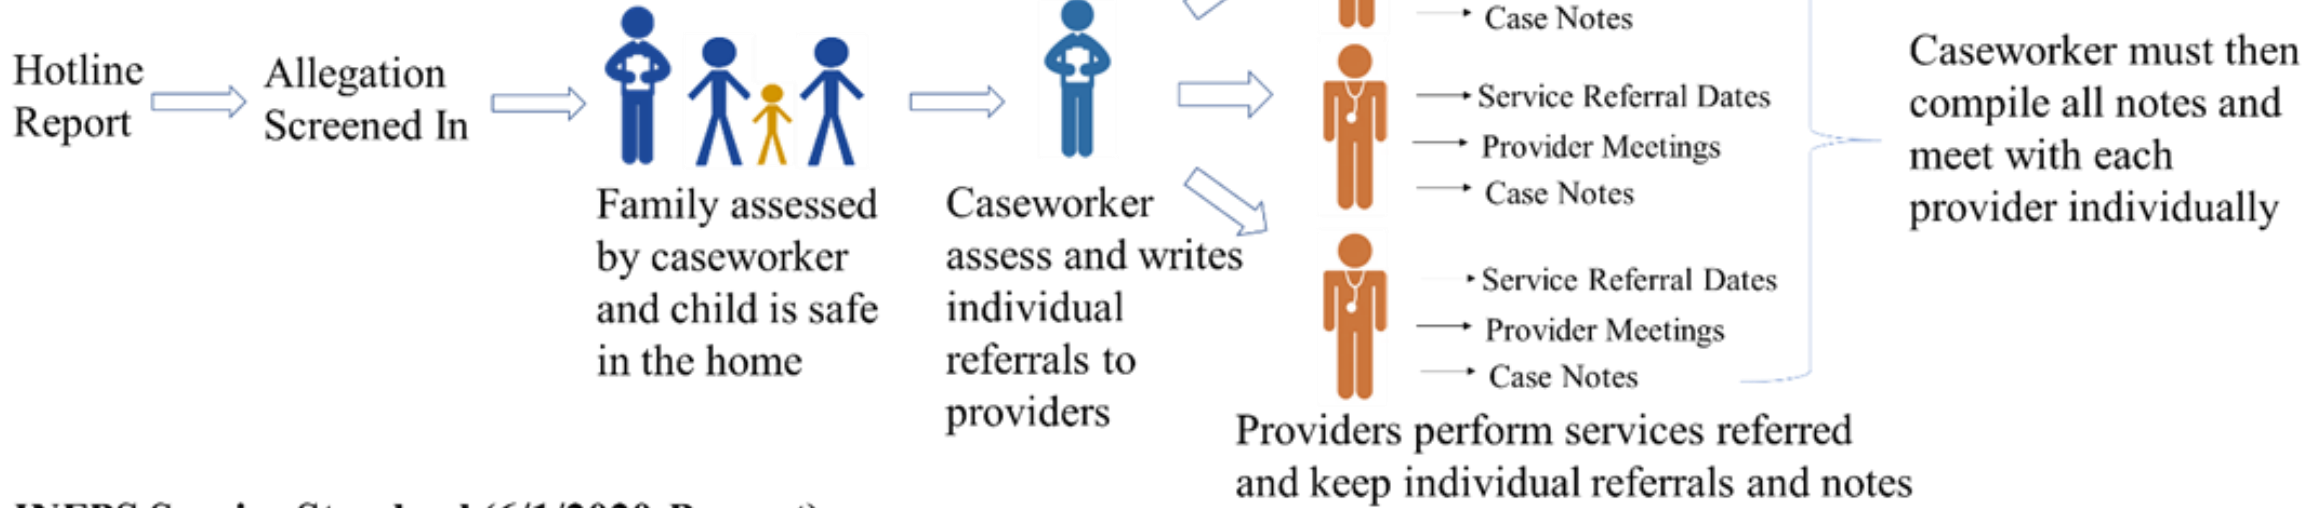 Hotline
Report
Allegation
Screened In
Family assessed
by caseworker
and child is safe
in the home
Caseworker
assess and writes
individual
referrals to
providers
Case Notes
Service Referral Dates
Provider Meetings
Case Notes
Service Referral Dates
Provider Meetings
Case Notes
Providers perform services referred
and keep individual referrals and notes
Caseworker must then
compile all notes and
meet with each
provider individually